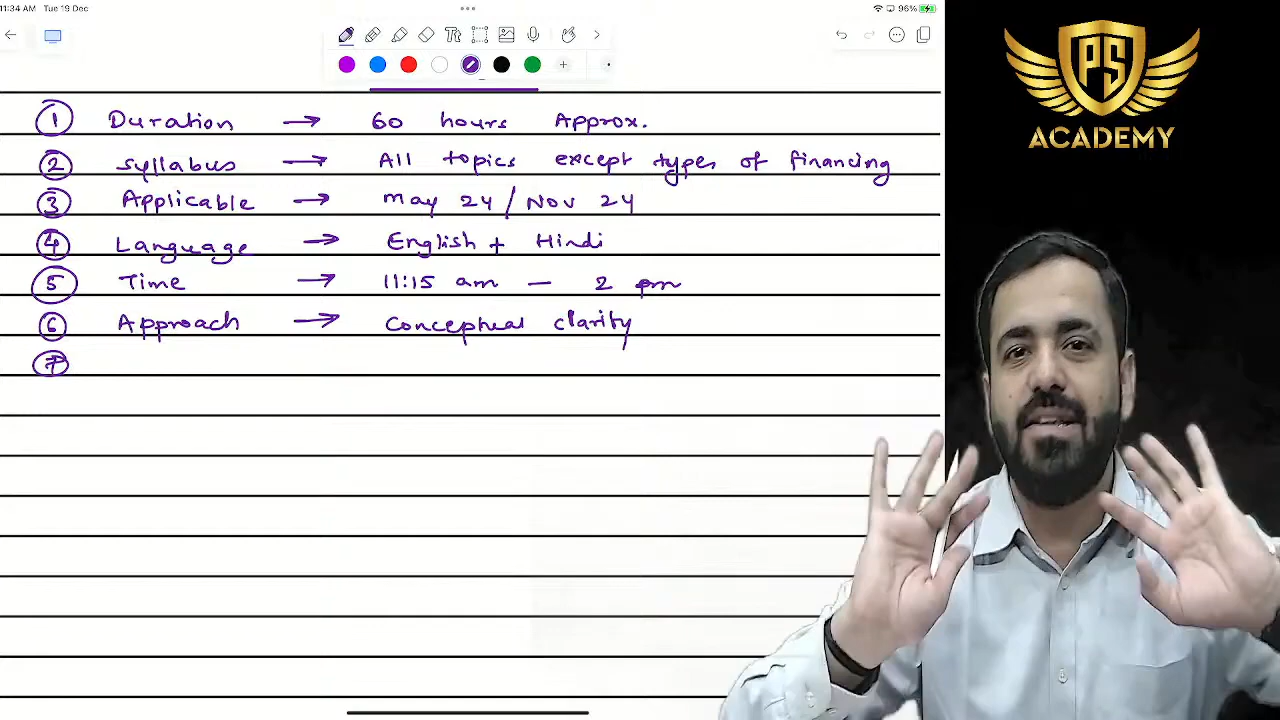 11:34 AM Tue 19 Dec
96%
① Duration → 60 hours Approx.
② syllabus → All topics except types of financing
③ Applicable → May 24 / Nov 24
④ Language → English + Hindi
⑤ Time → 11:15 am — 2 pm
⑥ Approach → Conceptual clarity
⑦
PS
ACADEMY